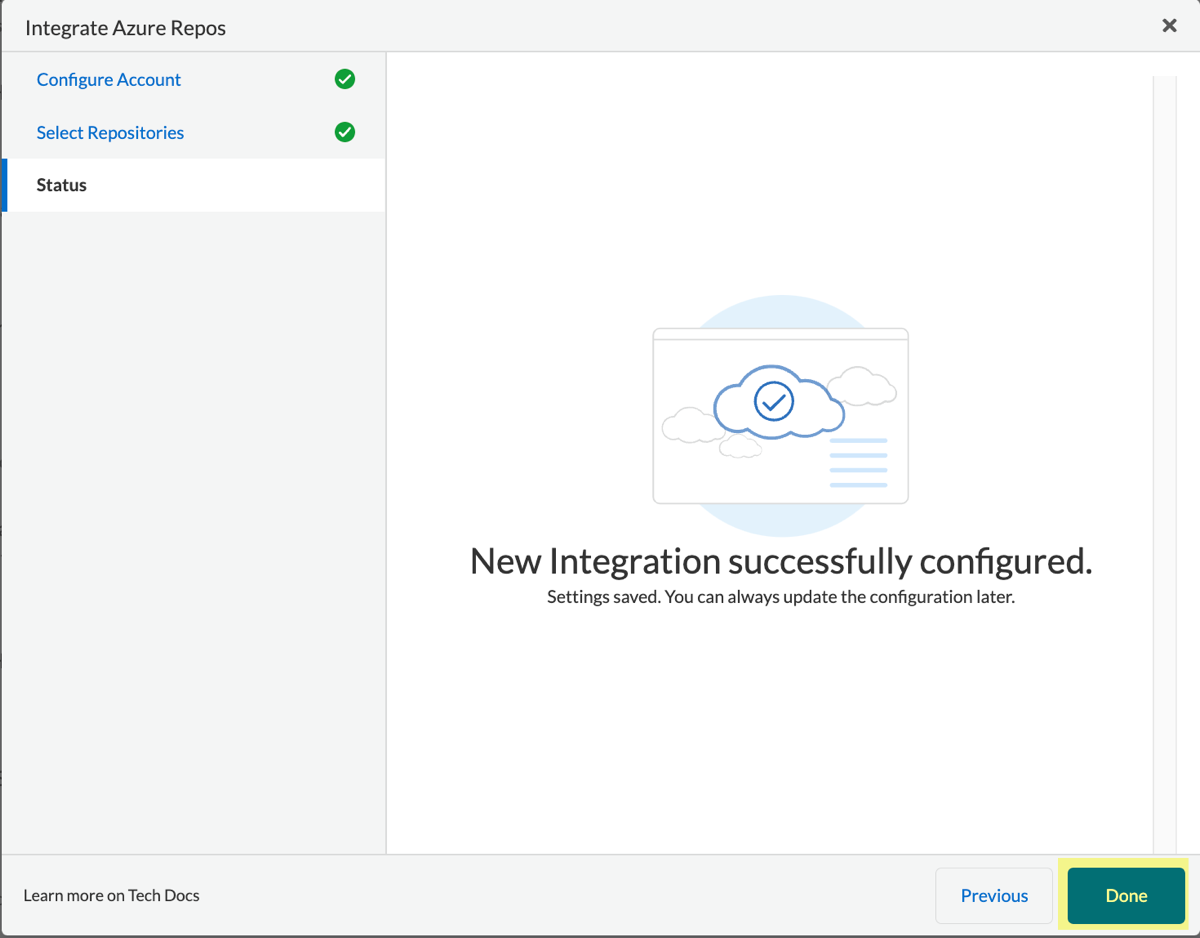 Integrate Azure Repos
Configure Account
Select Repositories
Status
New Integration successfully configured.
Settings saved. You can always update the configuration later.
Learn more on Tech Docs
Previous
Done